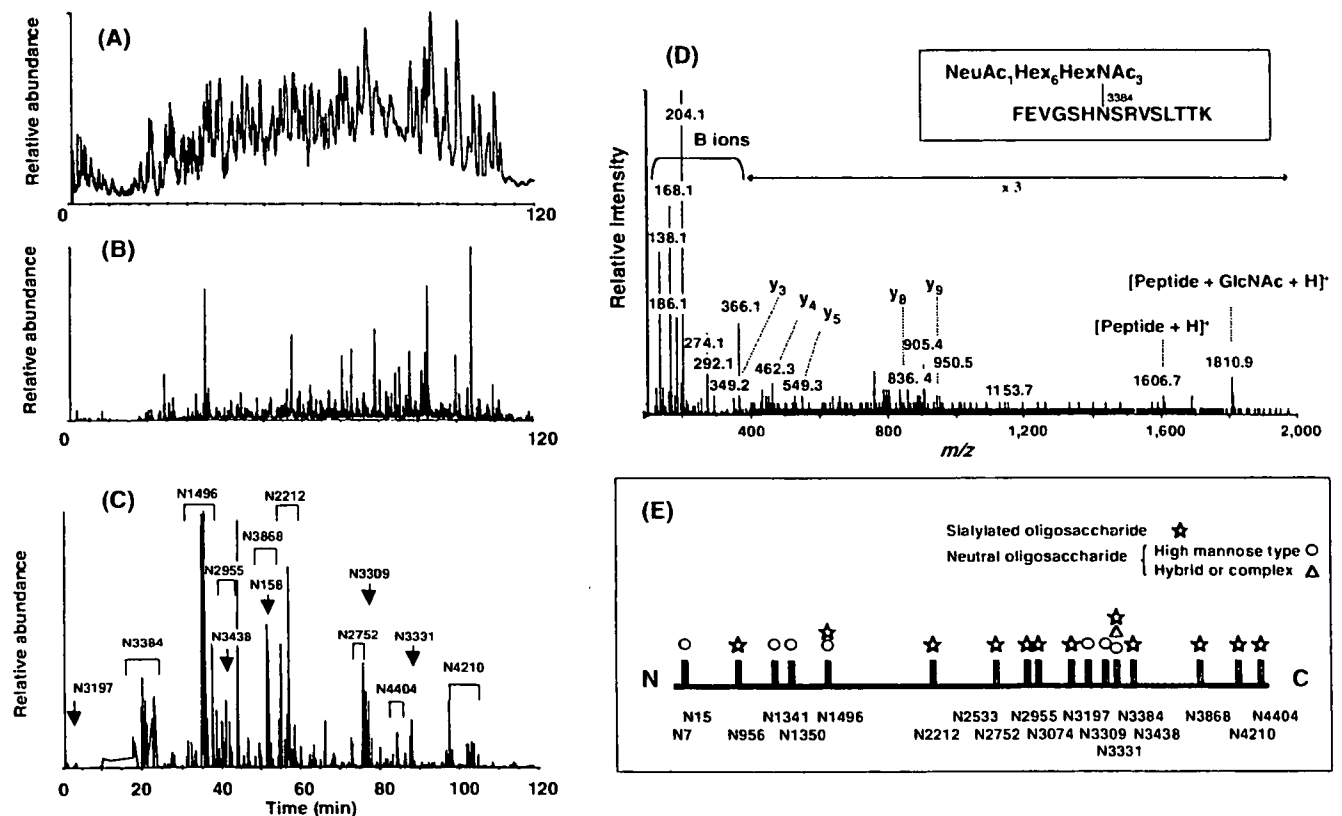 (A)
Relative abundance
0
120
(B)
Relative abundance
0
120
(C)
Relative abundance
N1496
N2212
N3868
N2955
N158
N3309
N3384
N3438
N2752
N3331
N3197
N4404
N4210
0
20
40
60
80
100
120
Time (min)
(D)
NeuAc1Hex6HexNAc3
3384
FEVGSHNSRVSLTTK
204.1
B ions
x 3
168.1
138.1
186.1
366.1
y3
y4
y5
y8
y9
[Peptide + GlcNAc + H]+
[Peptide + H]+
274.1
292.1
349.2
462.3
549.3
905.4
836.4
950.5
1153.7
1606.7
1810.9
Relative Intensity
400
800
1,200
1,600
2,000
m/z
(E)
Sialylated oligosaccharide
Neutral oligosaccharide
High mannose type
Hybrid or complex
N
C
N15
N1341
N1496
N2533
N2955
N3197
N3384
N3868
N4404
N7
N956
N1350
N2212
N2752
N3074
N3309
N3438
N4210
N3331